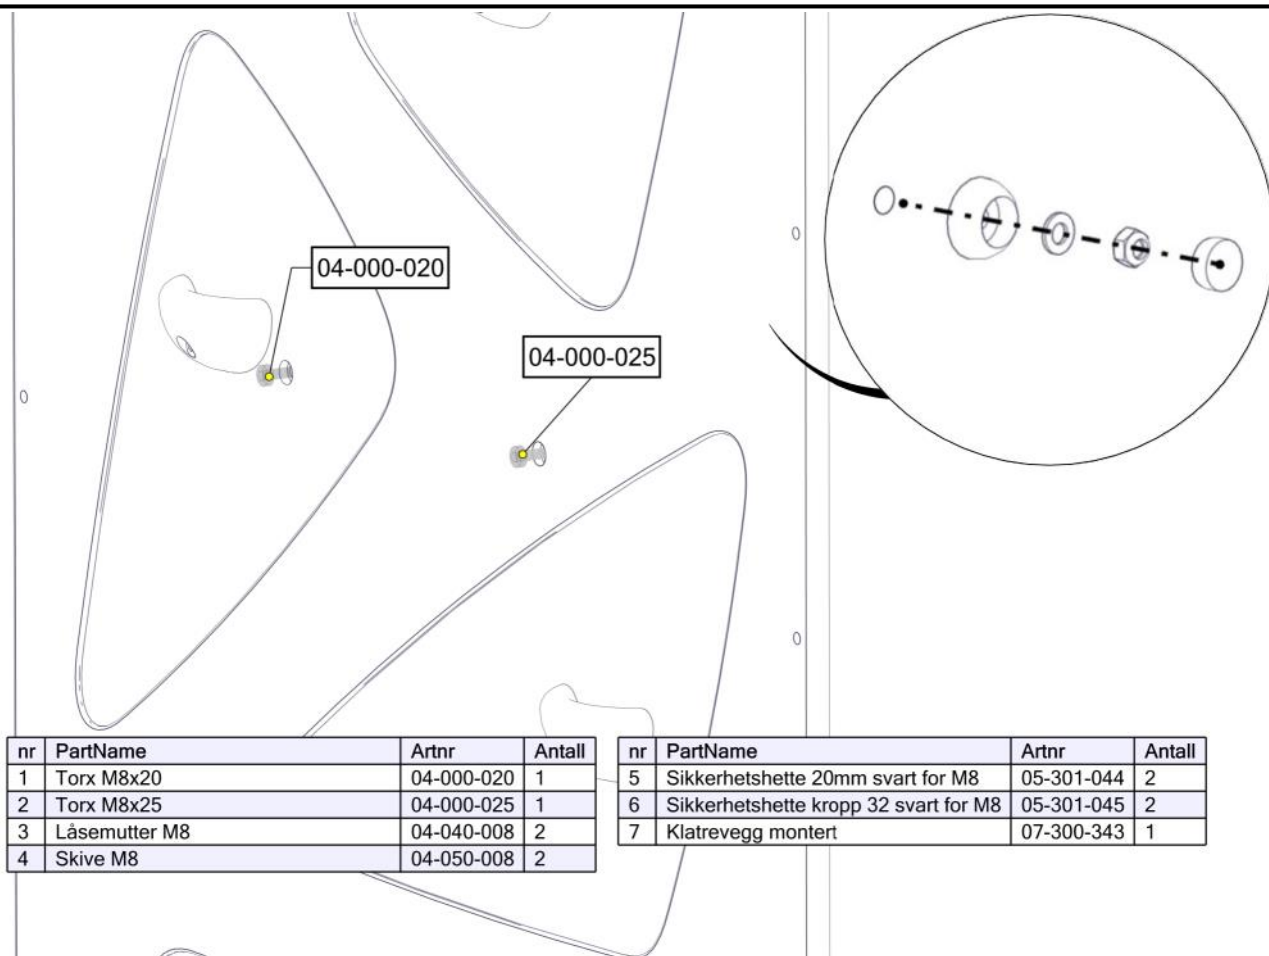 04-000-020
04-000-025
nr PartName Artnr Antall
1 Torx M8x20 04-000-020 1
2 Torx M8x25 04-000-025 1
3 Låsemutter M8 04-040-008 2
4 Skive M8 04-050-008 2
nr PartName Artnr Antall
5 Sikkerhetshette 20mm svart for M8 05-301-044 2
6 Sikkerhetshette kropp 32 svart for M8 05-301-045 2
7 Klatrevegg montert 07-300-343 1